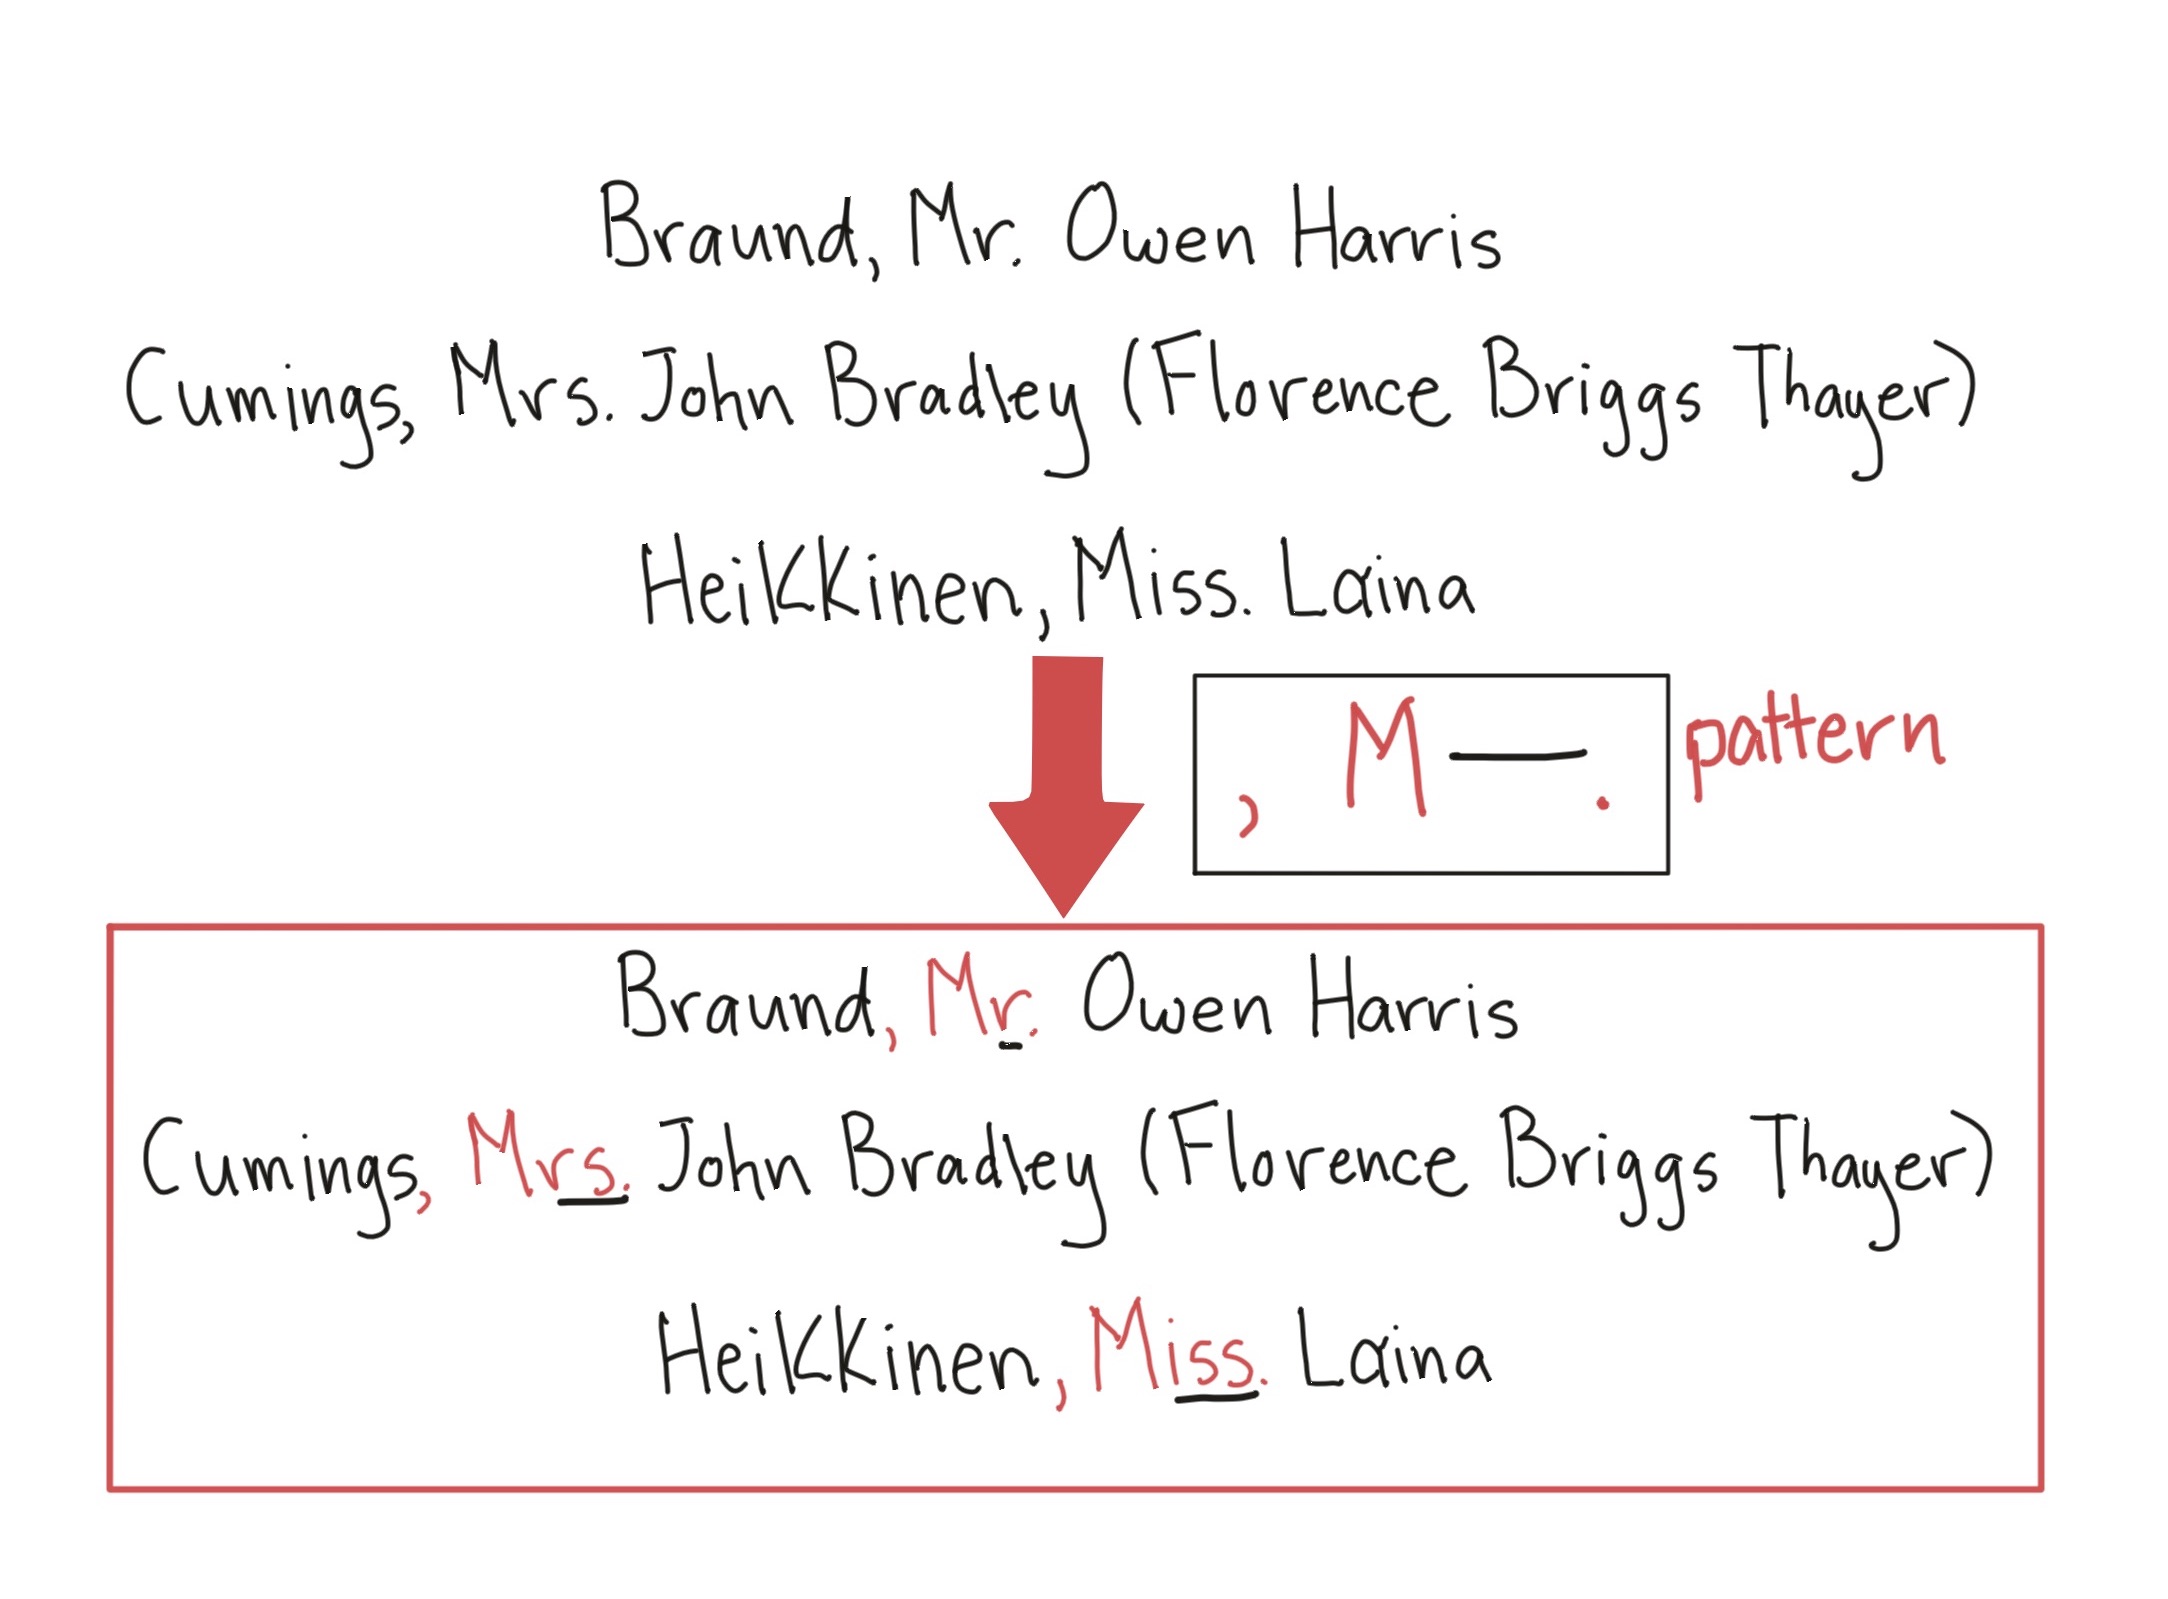 Braund, Mr. Owen Harris
Cumings, Mrs. John Bradley (Florence Briggs Thayer)
Heikkinen, Miss. Laina
, M—. pattern
Braund, Mr. Owen Harris
Cumings, Mrs. John Bradley (Florence Briggs Thayer)
Heikkinen, Miss. Laina